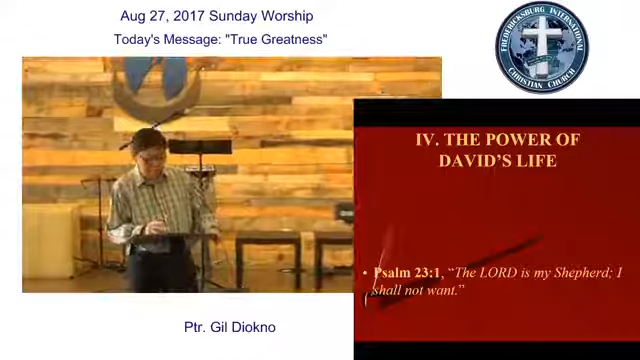 Aug 27, 2017 Sunday Worship
Today's Message: "True Greatness"
FREDERICKSBURG INTERNATIONAL
CHRISTIAN CHURCH
IV. THE POWER OF
DAVID'S LIFE
• Psalm 23:1, “The LORD is my Shepherd; I
shall not want.”
Ptr. Gil Diokno